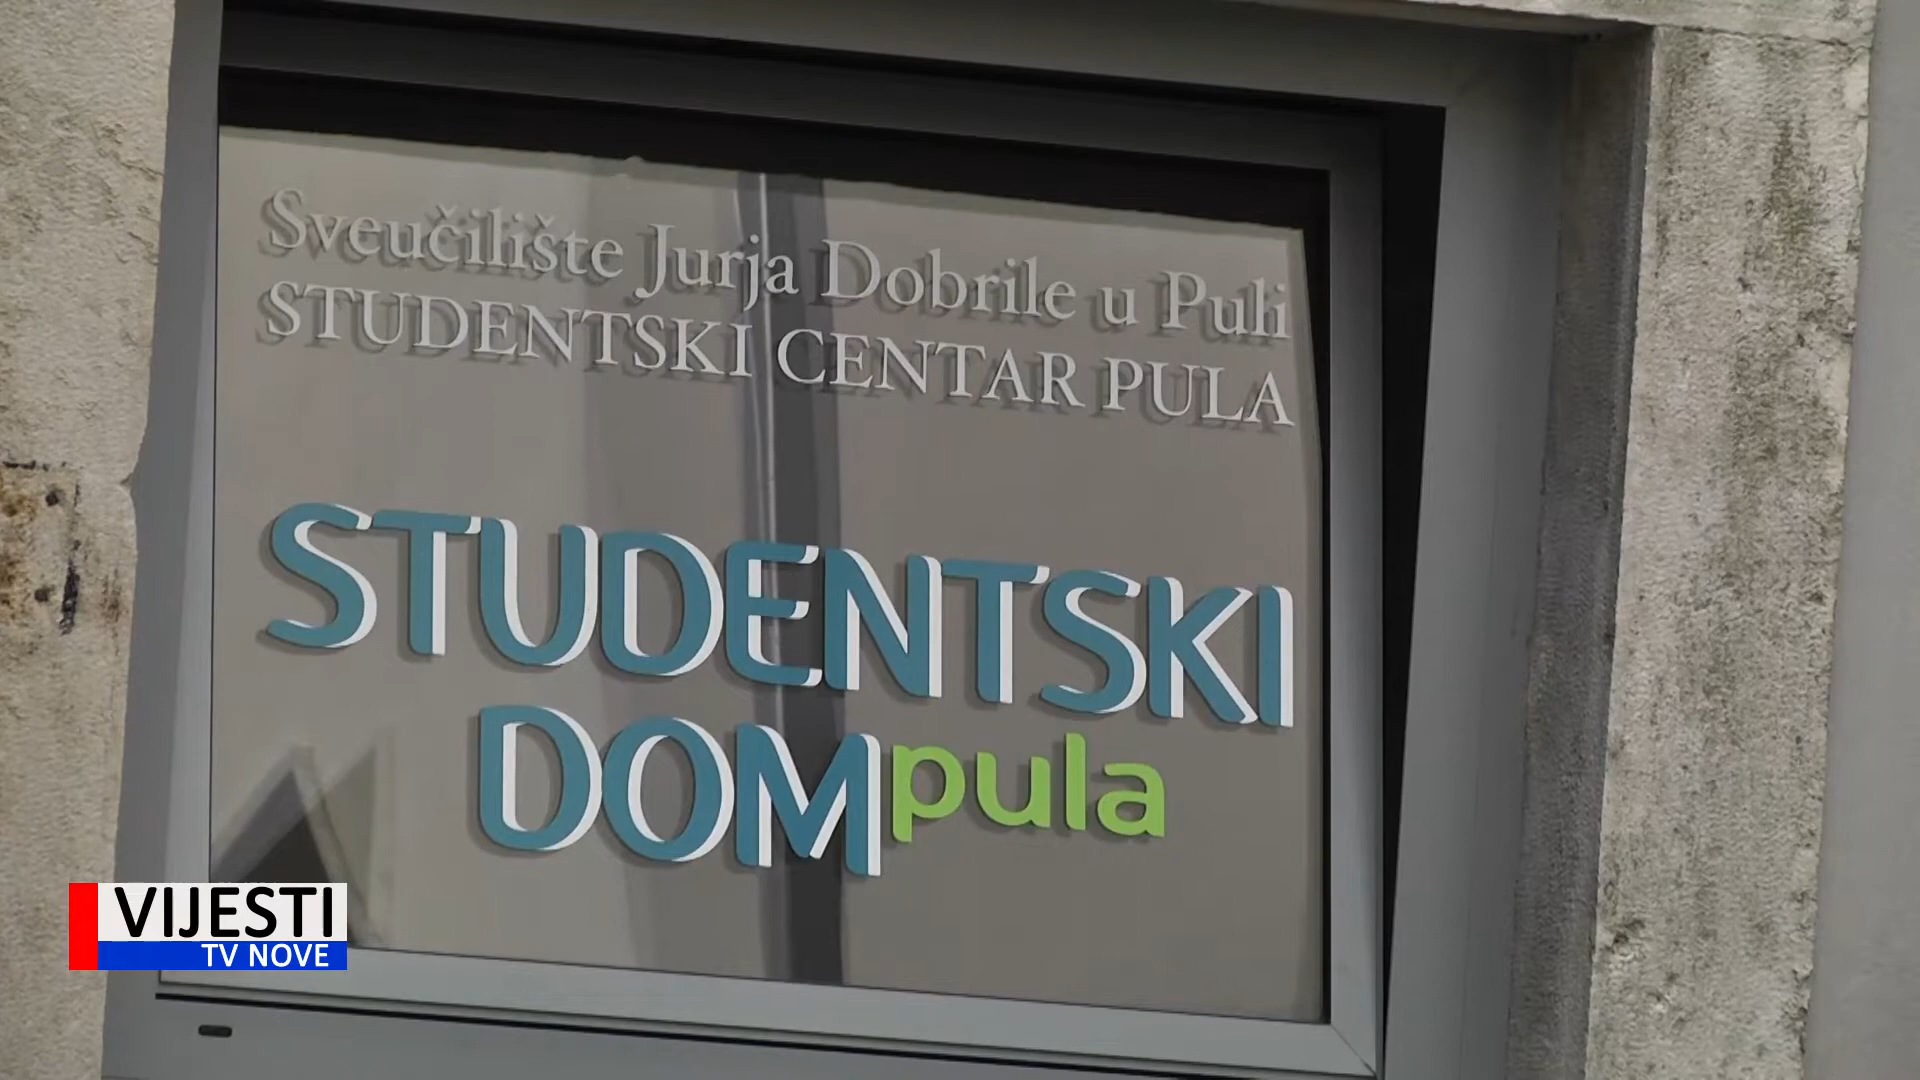 Sveučilište Jurja Dobrile u Puli
STUDENTSKI CENTAR PULA
STUDENTSKI
DOMpula
VIJESTI
TV NOVE